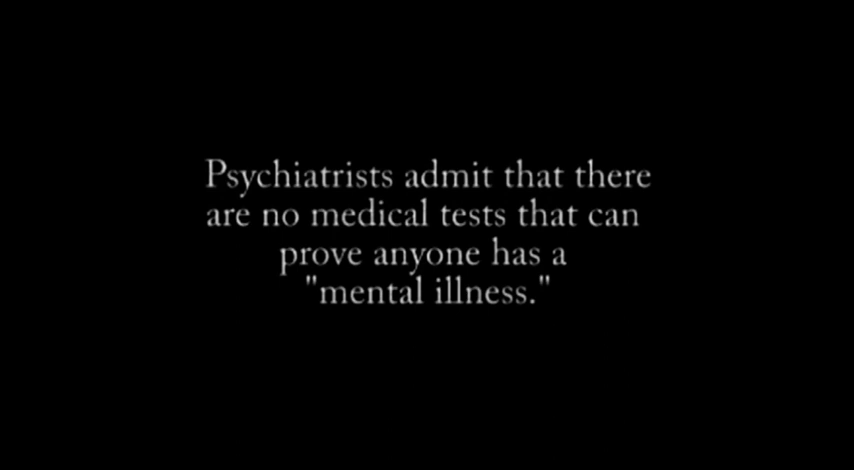 Psychiatrists admit that there
are no medical tests that can
prove anyone has a
"mental illness."